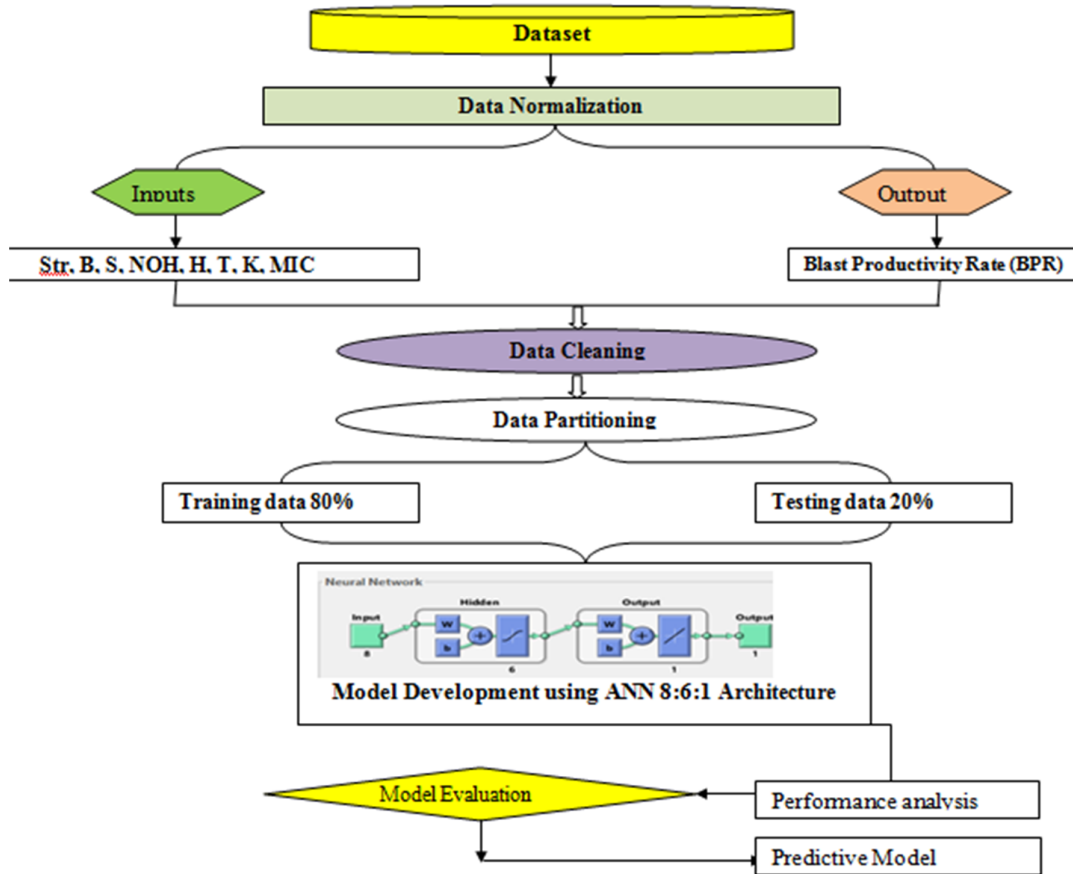 Dataset
Data Normalization
Inputs
Output
Str, B, S, NOH, H, T, K, MIC
Blast Productivity Rate (BPR)
Data Cleaning
Data Partitioning
Training data 80%
Testing data 20%
Neural Network
Hidden
Output
Input
W
b
W
b
Output
8
6
1
1
Model Development using ANN 8:6:1 Architecture
Model Evaluation
Performance analysis
Predictive Model